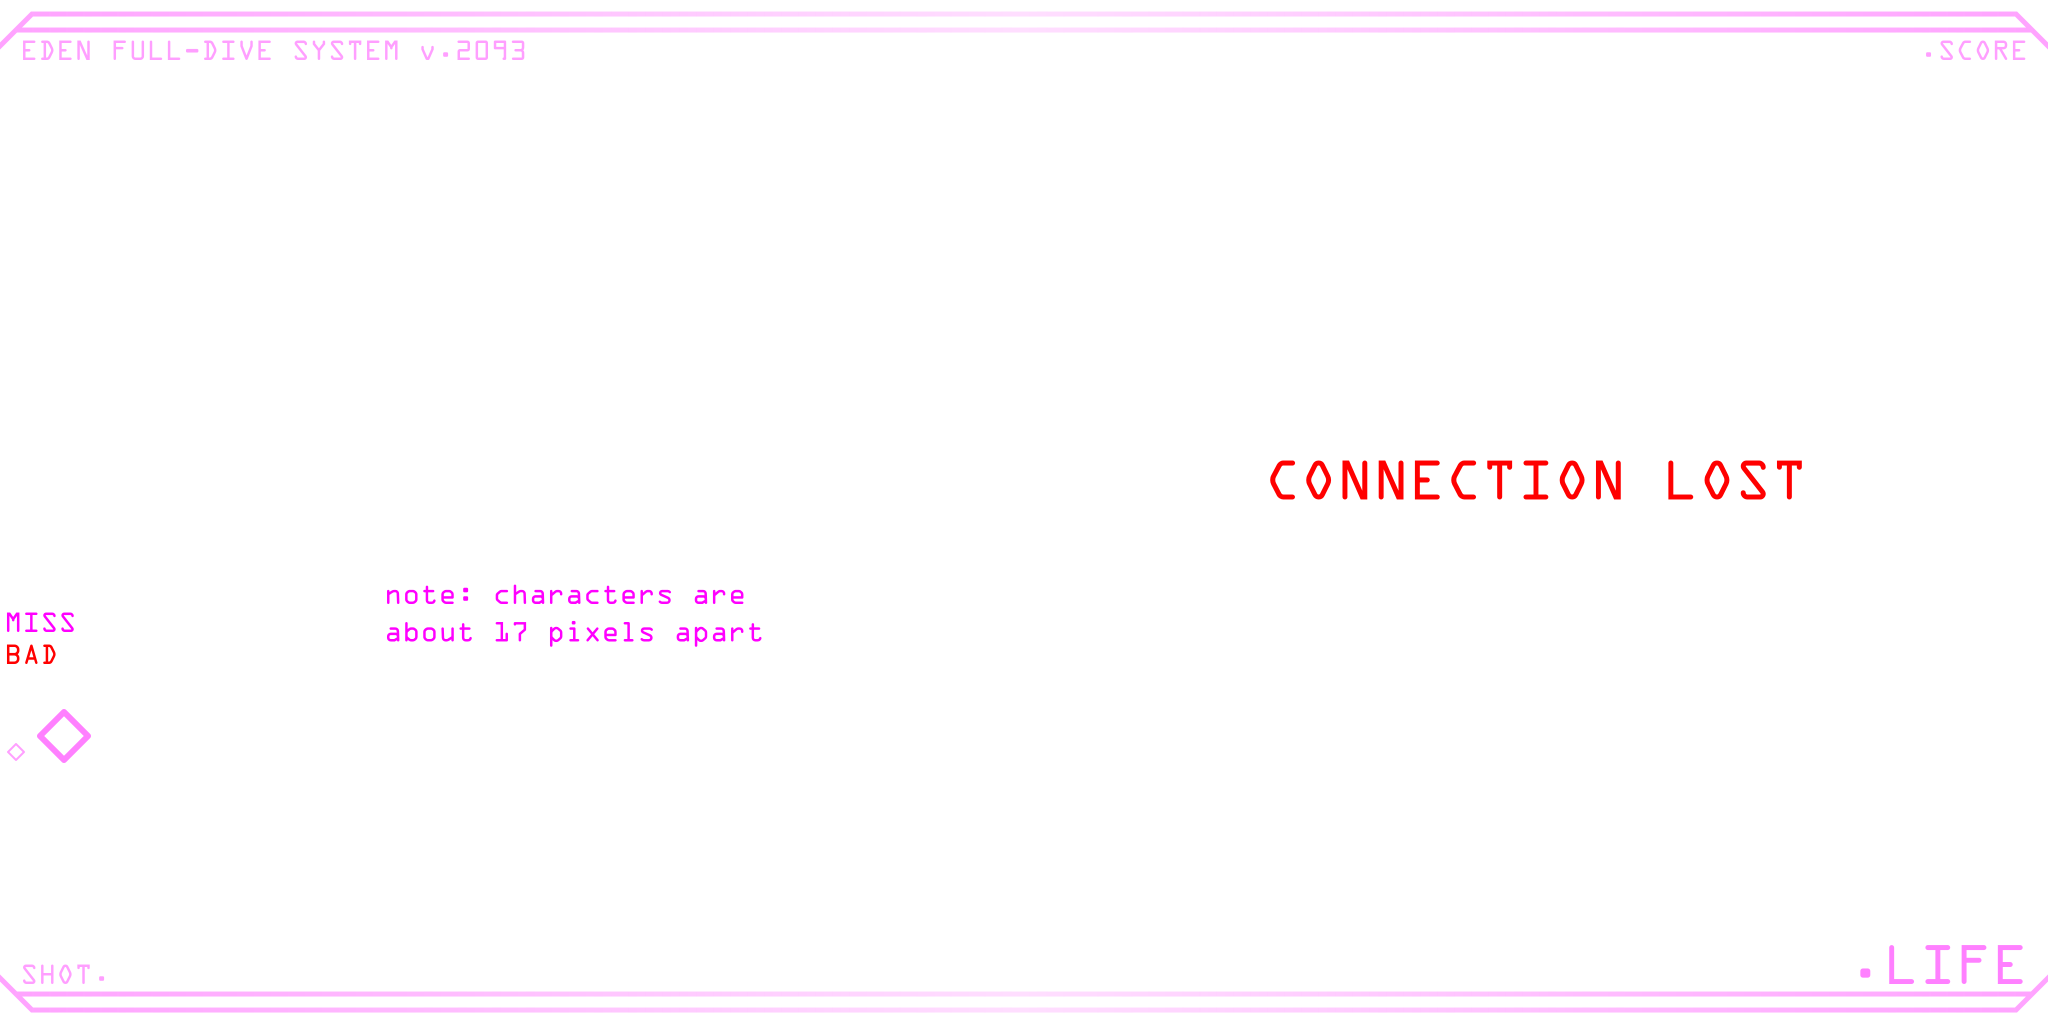 EDEN FULL-DIVE SYSTEM v.2093
.SCORE
CONNECTION LOST
note: characters are
about 17 pixels apart
MISS
BAD
SHOT.
.LIFE